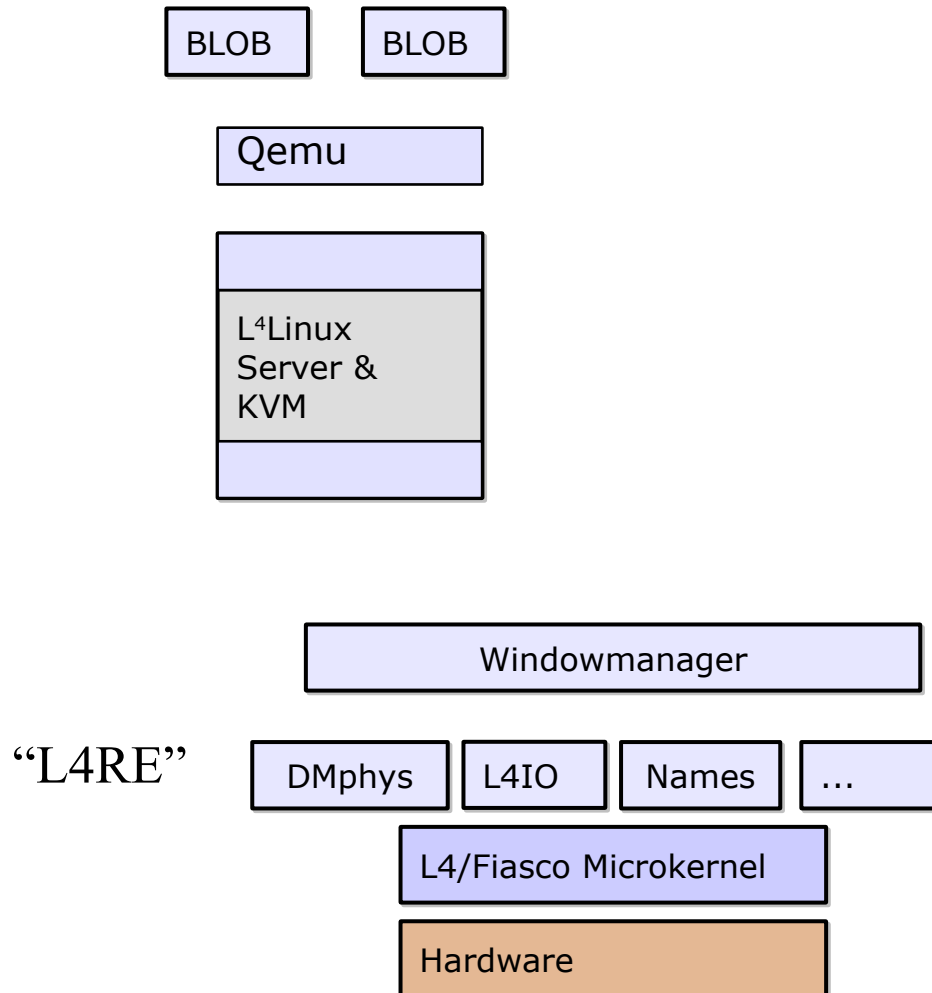 BLOB
BLOB
Qemu
L⁴Linux
Server &
KVM
Windowmanager
“L4RE”
DMphys
L4IO
Names
...
L4/Fiasco Microkernel
Hardware